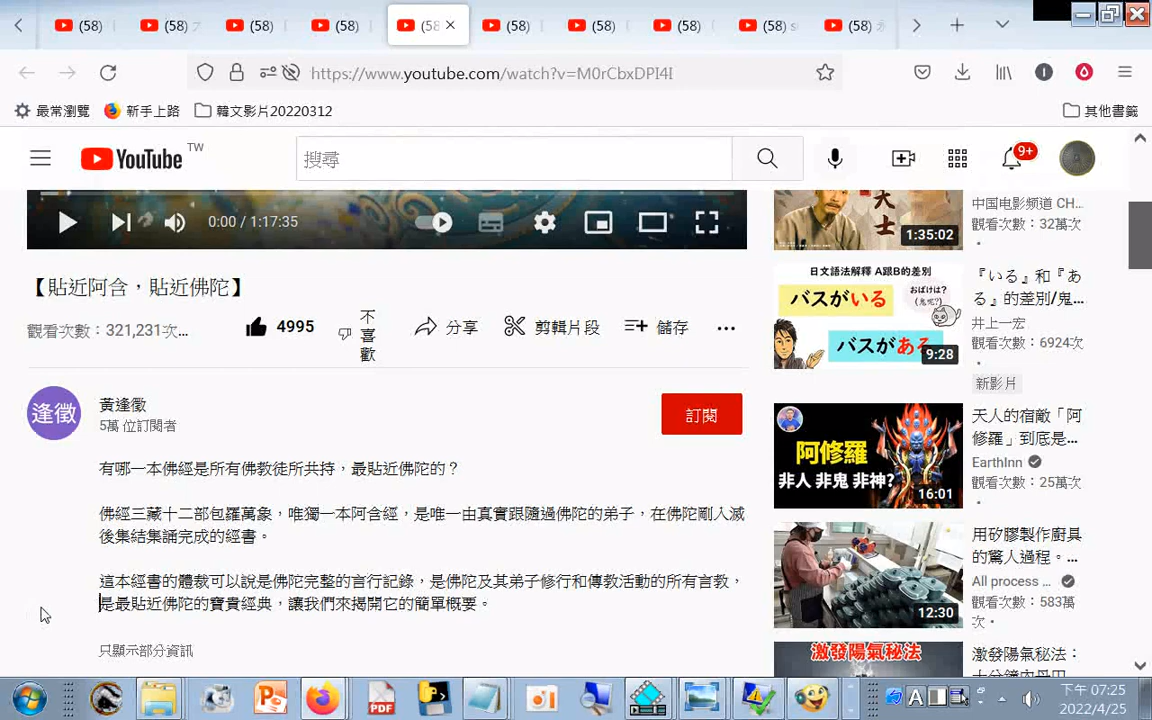 (58)
(58) ス
(58)
(58)
(58
(58)
(58)
(58)
(58) s
(58)
https://www.youtube.com/watch?v=M0rCbxDPI4I
最常瀏覽
新手上路
韓文影片20220312
其他書籤
YouTube TW
搜尋
9+
0:00 / 1:17:35
【貼近阿含，貼近佛陀】
觀看次數：321,231次...
4995
不喜歡
分享
剪輯片段
儲存
逢徵
黃逢徵
5萬 位訂閱者
訂閱
有哪一本佛經是所有佛教徒所共持，最貼近佛陀的？
佛經三藏十二部包羅萬象，唯獨一本阿含經，是唯一由真實跟隨過佛陀的弟子，在佛陀剛入滅
後集結集誦完成的經書。
這本經書的體裁可以說是佛陀完整的言行記錄，是佛陀及其弟子修行和傳教活動的所有言教，
是最貼近佛陀的寶貴經典，讓我們來揭開它的簡單概要。
只顯示部分資訊
大士
1:35:02
中国电影频道 CH...
觀看次數：32萬次
日文語法解釋 A跟B的差別
バスがいる
おばけは?
(鬼呢?)
バスがある
9:28
『いる』和『あ
る』的差別/鬼...
井上一宏
觀看次數：6924次
新影片
阿修羅
非人 非鬼 非神?
16:01
天人的宿敵「阿
修羅」到底是...
EarthInn
觀看次數：25萬次
12:30
用矽膠製作廚具
的驚人過程。...
All process ...
觀看次數：583萬
次
激發陽氣秘法
激發陽氣秘法：
十分鐘內丹田
PDF
A
下午 07:25
2022/4/25